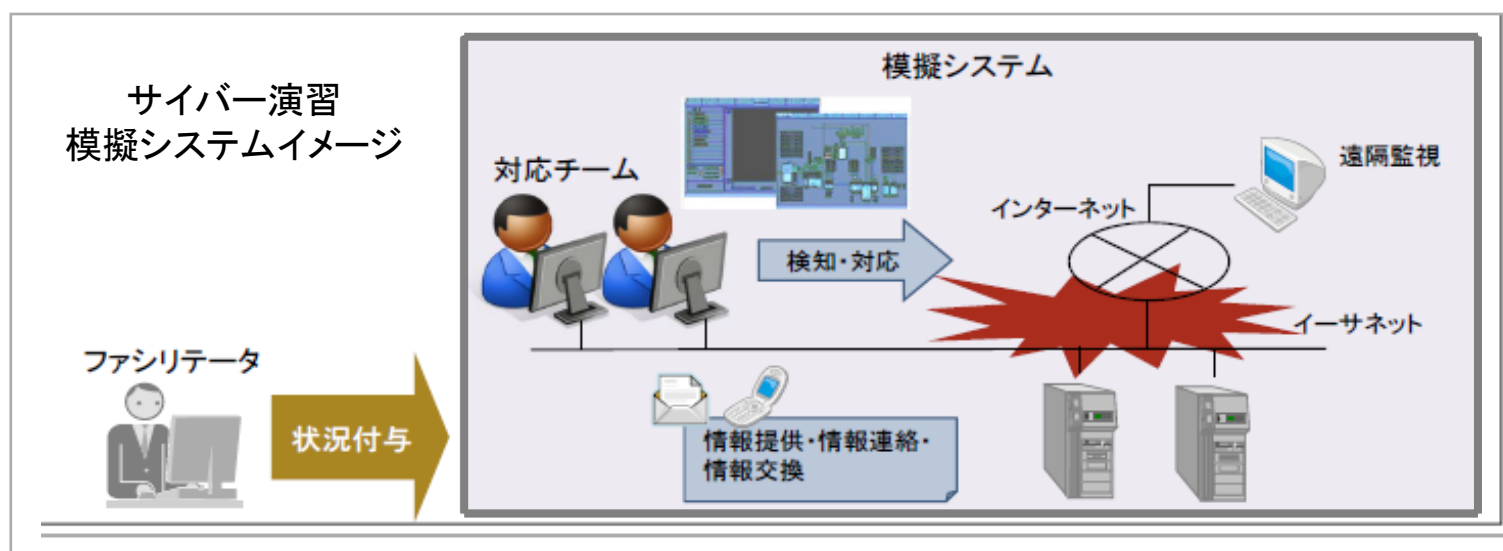 サイバー演習
模擬システムイメージ
模擬システム
対応チーム
遠隔監視
インターネット
検知・対応
イーサネット
ファシリテータ
状況付与
情報提供・情報連絡・
情報交換